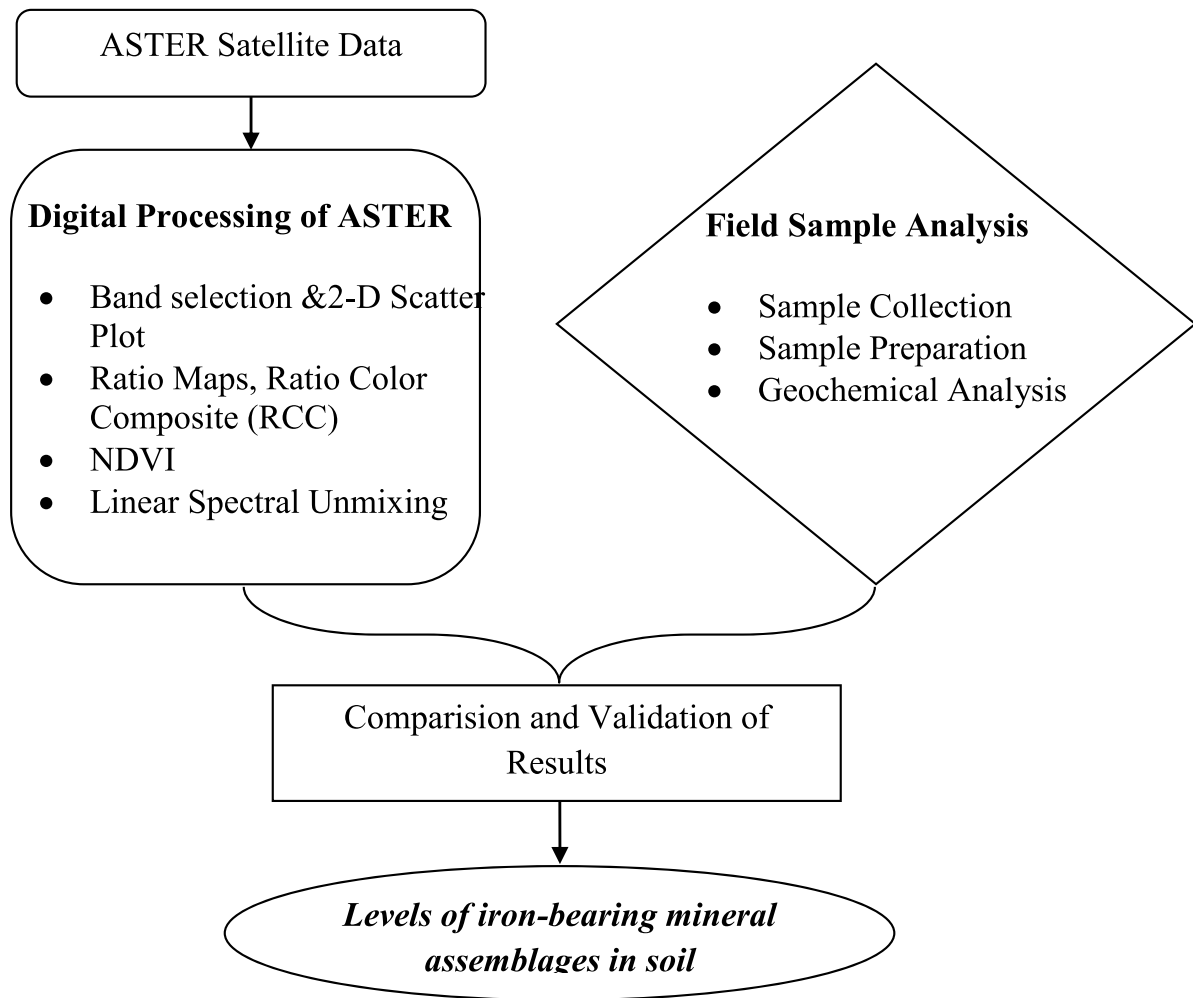 ASTER Satellite Data
Digital Processing of ASTER
• Band selection &2-D Scatter
Plot
• Ratio Maps, Ratio Color
Composite (RCC)
• NDVI
• Linear Spectral Unmixing
Field Sample Analysis
• Sample Collection
• Sample Preparation
• Geochemical Analysis
Comparision and Validation of
Results
Levels of iron-bearing mineral
assemblages in soil